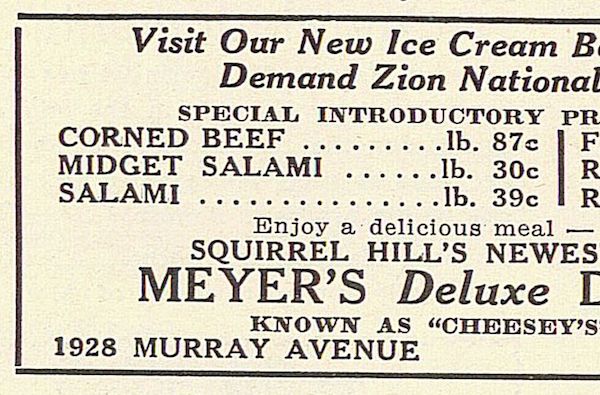 Visit Our New Ice Cream B
Demand Zion National
SPECIAL INTRODUCTORY PR
CORNED BEEF .........lb. 87c F
MIDGET SALAMI ......lb. 30c R
SALAMI ................lb. 39c R
Enjoy a delicious meal —
SQUIRREL HILL'S NEWES
MEYER'S Deluxe D
KNOWN AS "CHEESEY'S
1928 MURRAY AVENUE